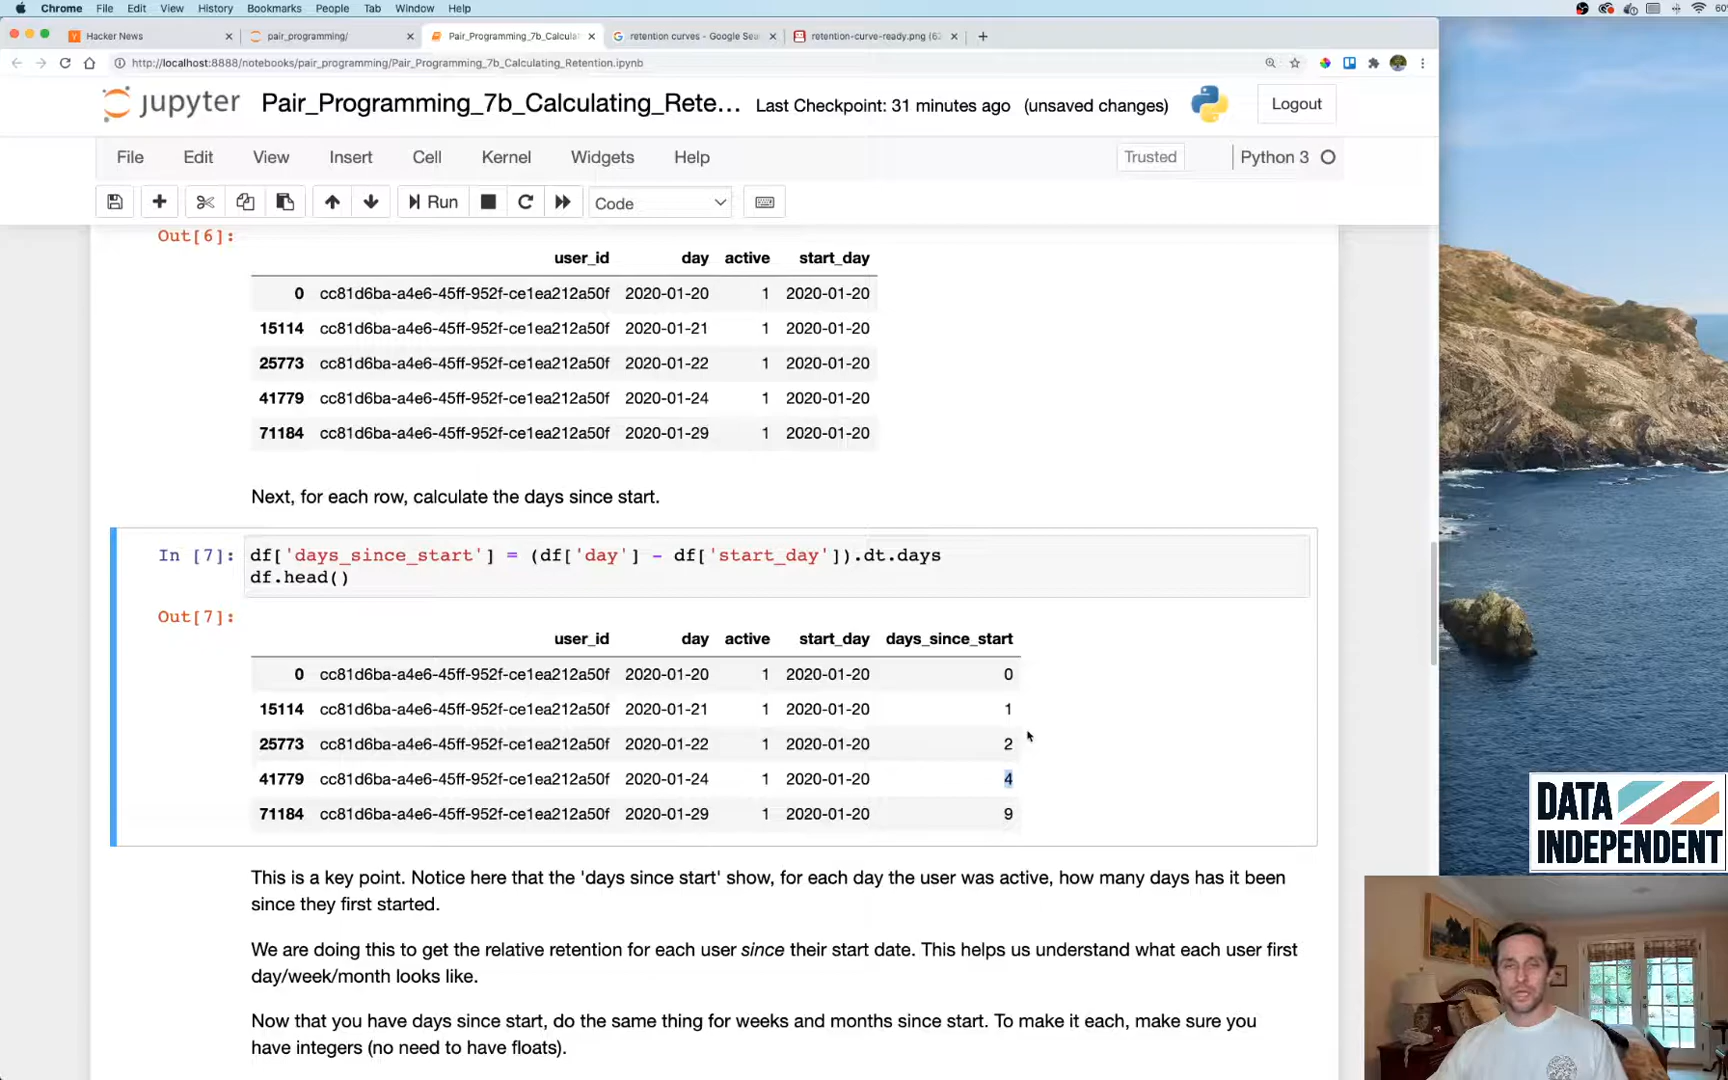 Chrome File Edit View History Bookmarks People Tab Window Help
Hacker News × pair_programming/ × Pair_Programming_7b_Calcula × retention curves - Google Sea × retention-curve-ready.png (6 × +
http://localhost:8888/notebooks/pair_programming/Pair_Programming_7b_Calculating_Retention.ipynb
jupyter Pair_Programming_7b_Calculating_Rete... Last Checkpoint: 31 minutes ago (unsaved changes) Logout
File Edit View Insert Cell Kernel Widgets Help Trusted Python 3
Run Code
Out[6]:
user_id day active start_day
0 cc81d6ba-a4e6-45ff-952f-ce1ea212a50f 2020-01-20 1 2020-01-20
15114 cc81d6ba-a4e6-45ff-952f-ce1ea212a50f 2020-01-21 1 2020-01-20
25773 cc81d6ba-a4e6-45ff-952f-ce1ea212a50f 2020-01-22 1 2020-01-20
41779 cc81d6ba-a4e6-45ff-952f-ce1ea212a50f 2020-01-24 1 2020-01-20
71184 cc81d6ba-a4e6-45ff-952f-ce1ea212a50f 2020-01-29 1 2020-01-20
Next, for each row, calculate the days since start.
In [7]: df['days_since_start'] = (df['day'] - df['start_day']).dt.days
df.head()
Out[7]:
user_id day active start_day days_since_start
0 cc81d6ba-a4e6-45ff-952f-ce1ea212a50f 2020-01-20 1 2020-01-20 0
15114 cc81d6ba-a4e6-45ff-952f-ce1ea212a50f 2020-01-21 1 2020-01-20 1
25773 cc81d6ba-a4e6-45ff-952f-ce1ea212a50f 2020-01-22 1 2020-01-20 2
41779 cc81d6ba-a4e6-45ff-952f-ce1ea212a50f 2020-01-24 1 2020-01-20 4
71184 cc81d6ba-a4e6-45ff-952f-ce1ea212a50f 2020-01-29 1 2020-01-20 9
This is a key point. Notice here that the 'days since start' show, for each day the user was active, how many days has it been
since they first started.
We are doing this to get the relative retention for each user since their start date. This helps us understand what each user first
day/week/month looks like.
Now that you have days since start, do the same thing for weeks and months since start. To make it each, make sure you
have integers (no need to have floats).
DATA
INDEPENDENT